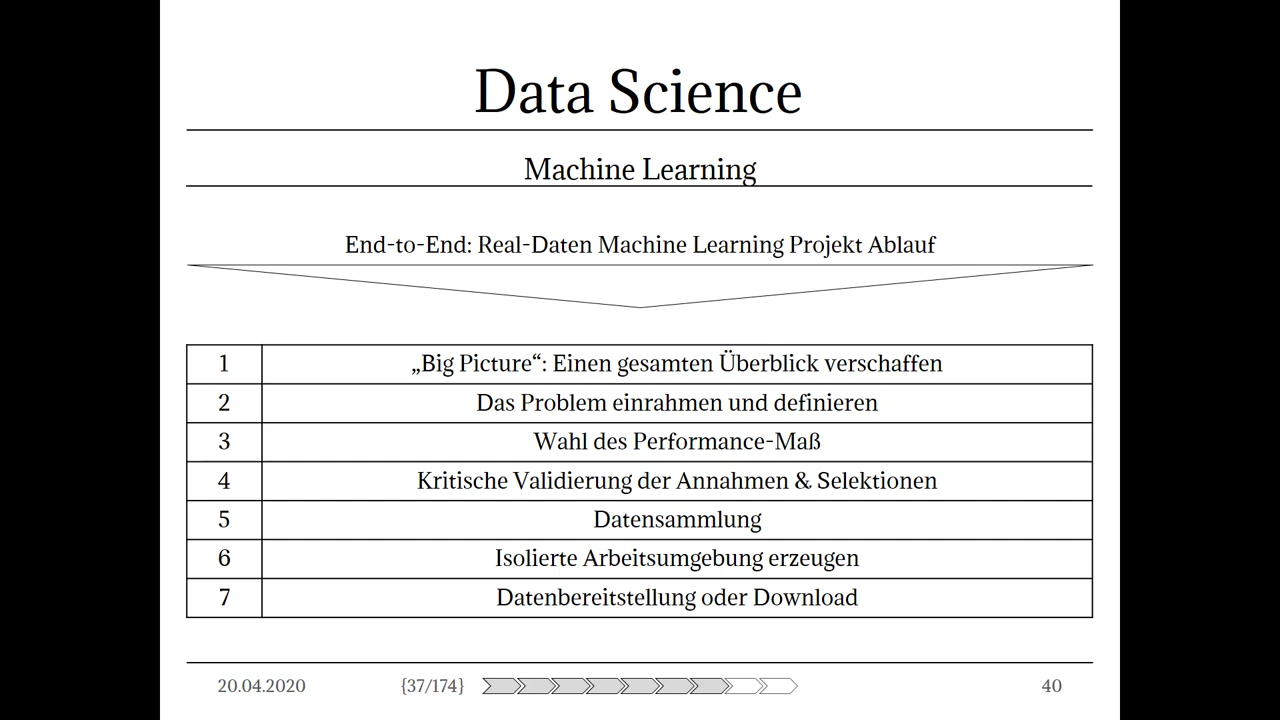 Data Science
Machine Learning
End-to-End: Real-Daten Machine Learning Projekt Ablauf
1 „Big Picture“: Einen gesamten Überblick verschaffen
2 Das Problem einrahmen und definieren
3 Wahl des Performance-Maß
4 Kritische Validierung der Annahmen & Selektionen
5 Datensammlung
6 Isolierte Arbeitsumgebung erzeugen
7 Datenbereitstellung oder Download
20.04.2020 {37/174} 40